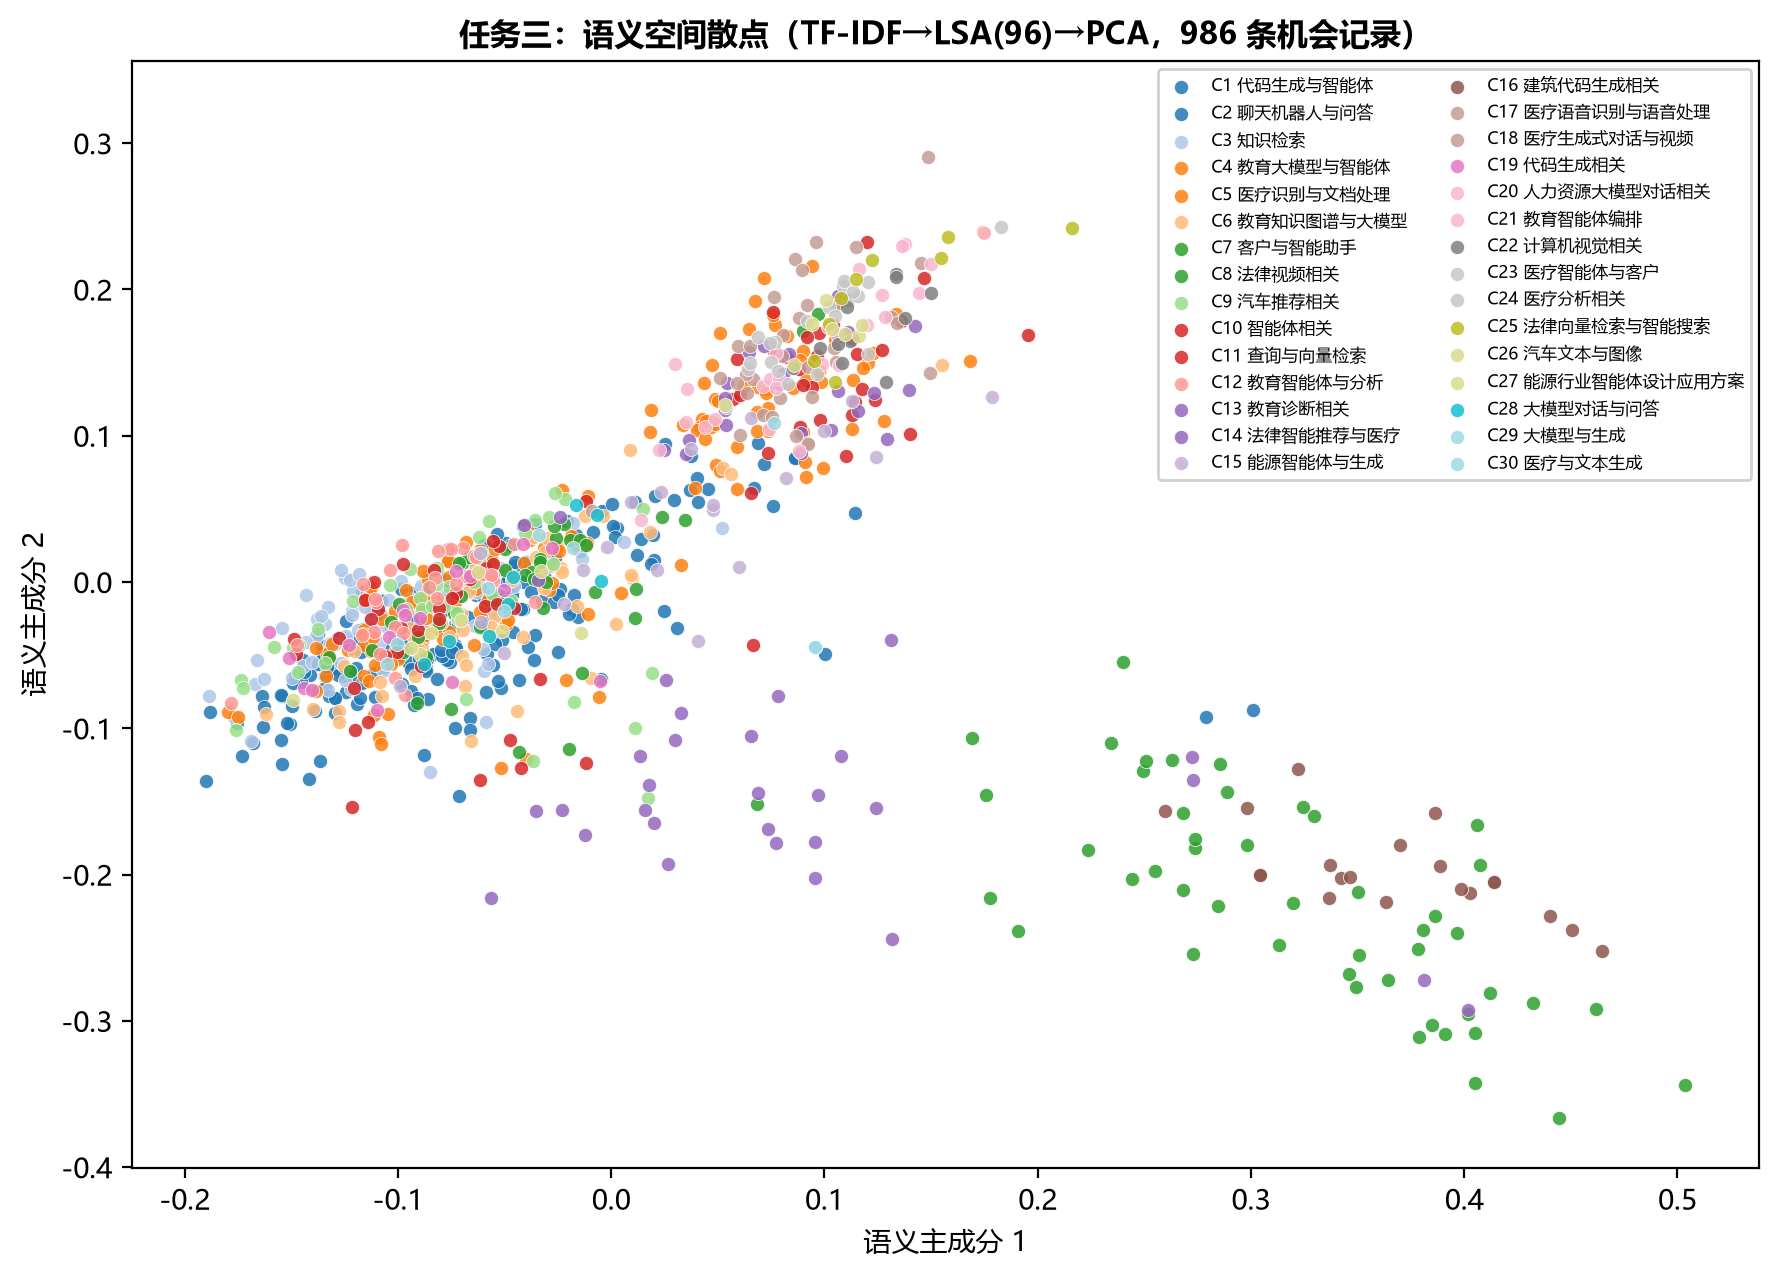 任务三：语义空间散点（TF-IDF→LSA(96)→PCA，986 条机会记录）
C1 代码生成与智能体
C2 聊天机器人与问答
C3 知识检索
C4 教育大模型与智能体
C5 医疗识别与文档处理
C6 教育知识图谱与大模型
C7 客户与智能助手
C8 法律视频相关
C9 汽车推荐相关
C10 智能体相关
C11 查询与向量检索
C12 教育智能体与分析
C13 教育诊断相关
C14 法律智能推荐与医疗
C15 能源智能体与生成
C16 建筑代码生成相关
C17 医疗语音识别与语音处理
C18 医疗生成式对话与视频
C19 代码生成相关
C20 人力资源大模型对话相关
C21 教育智能体编排
C22 计算机视觉相关
C23 医疗智能体与客户
C24 医疗分析相关
C25 法律向量检索与智能搜索
C26 汽车文本与图像
C27 能源行业智能体设计应用方案
C28 大模型对话与问答
C29 大模型与生成
C30 医疗与文本生成
语义主成分 2
0.3
0.2
0.1
0.0
-0.1
-0.2
-0.3
-0.4
-0.2
-0.1
0.0
0.1
0.2
0.3
0.4
0.5
语义主成分 1